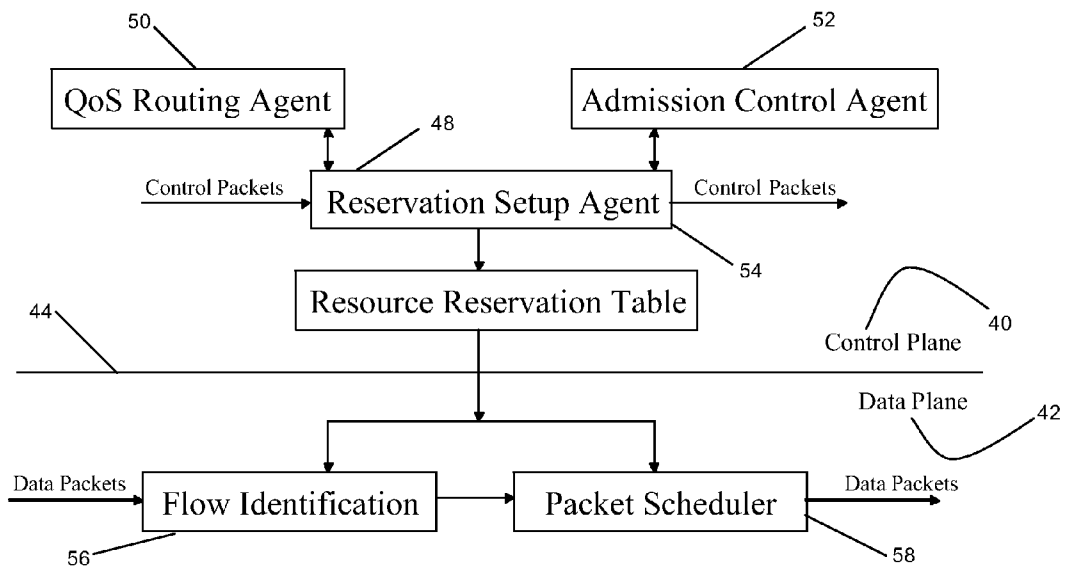 50
52
QoS Routing Agent
Admission Control Agent
48
Control Packets
Reservation Setup Agent
Control Packets
54
Resource Reservation Table
44
40
Control Plane
Data Plane
42
Data Packets
Flow Identification
Packet Scheduler
Data Packets
56
58